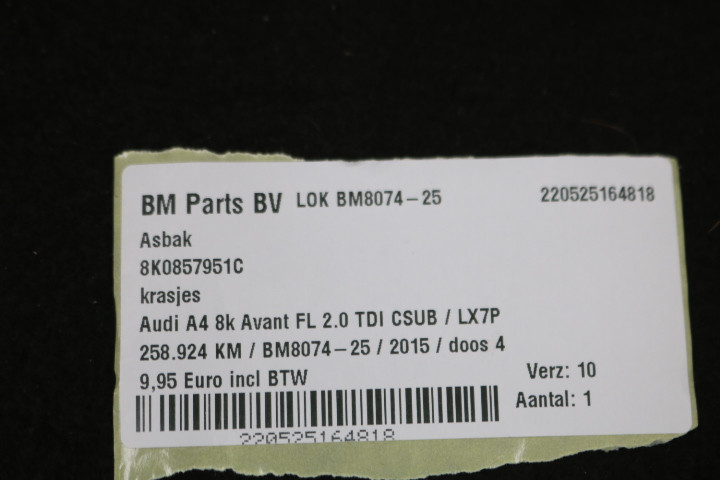 BM Parts BV LOK BM8074-25 220525164818
Asbak
8K0857951C
krasjes
Audi A4 8k Avant FL 2.0 TDI CSUB / LX7P
258.924 KM / BM8074-25 / 2015 / doos 4
9,95 Euro incl BTW Verz: 10
Aantal: 1
220525164818